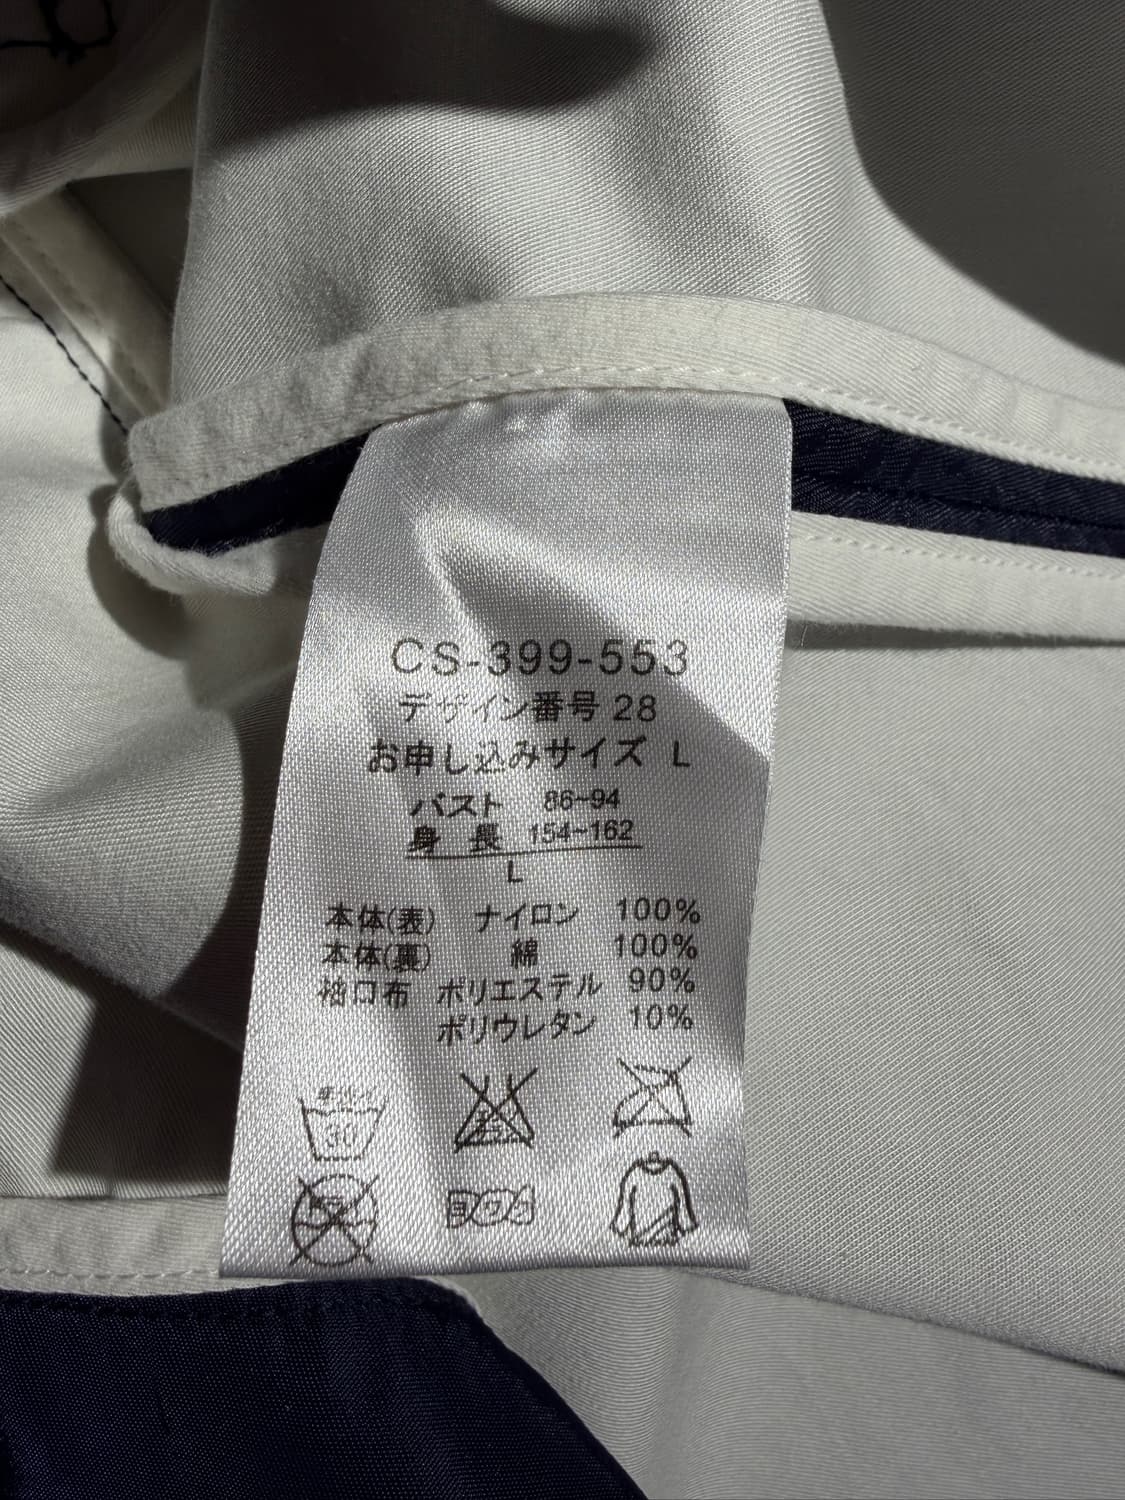 CS-399-553
デザイン番号 28
お申し込みサイズ L
バスト 86~94
身 長 154~162
L
本体(表) ナイロン 100%
本体(裏) 綿 100%
袖口布 ポリエステル 90%
ポリウレタン 10%
30